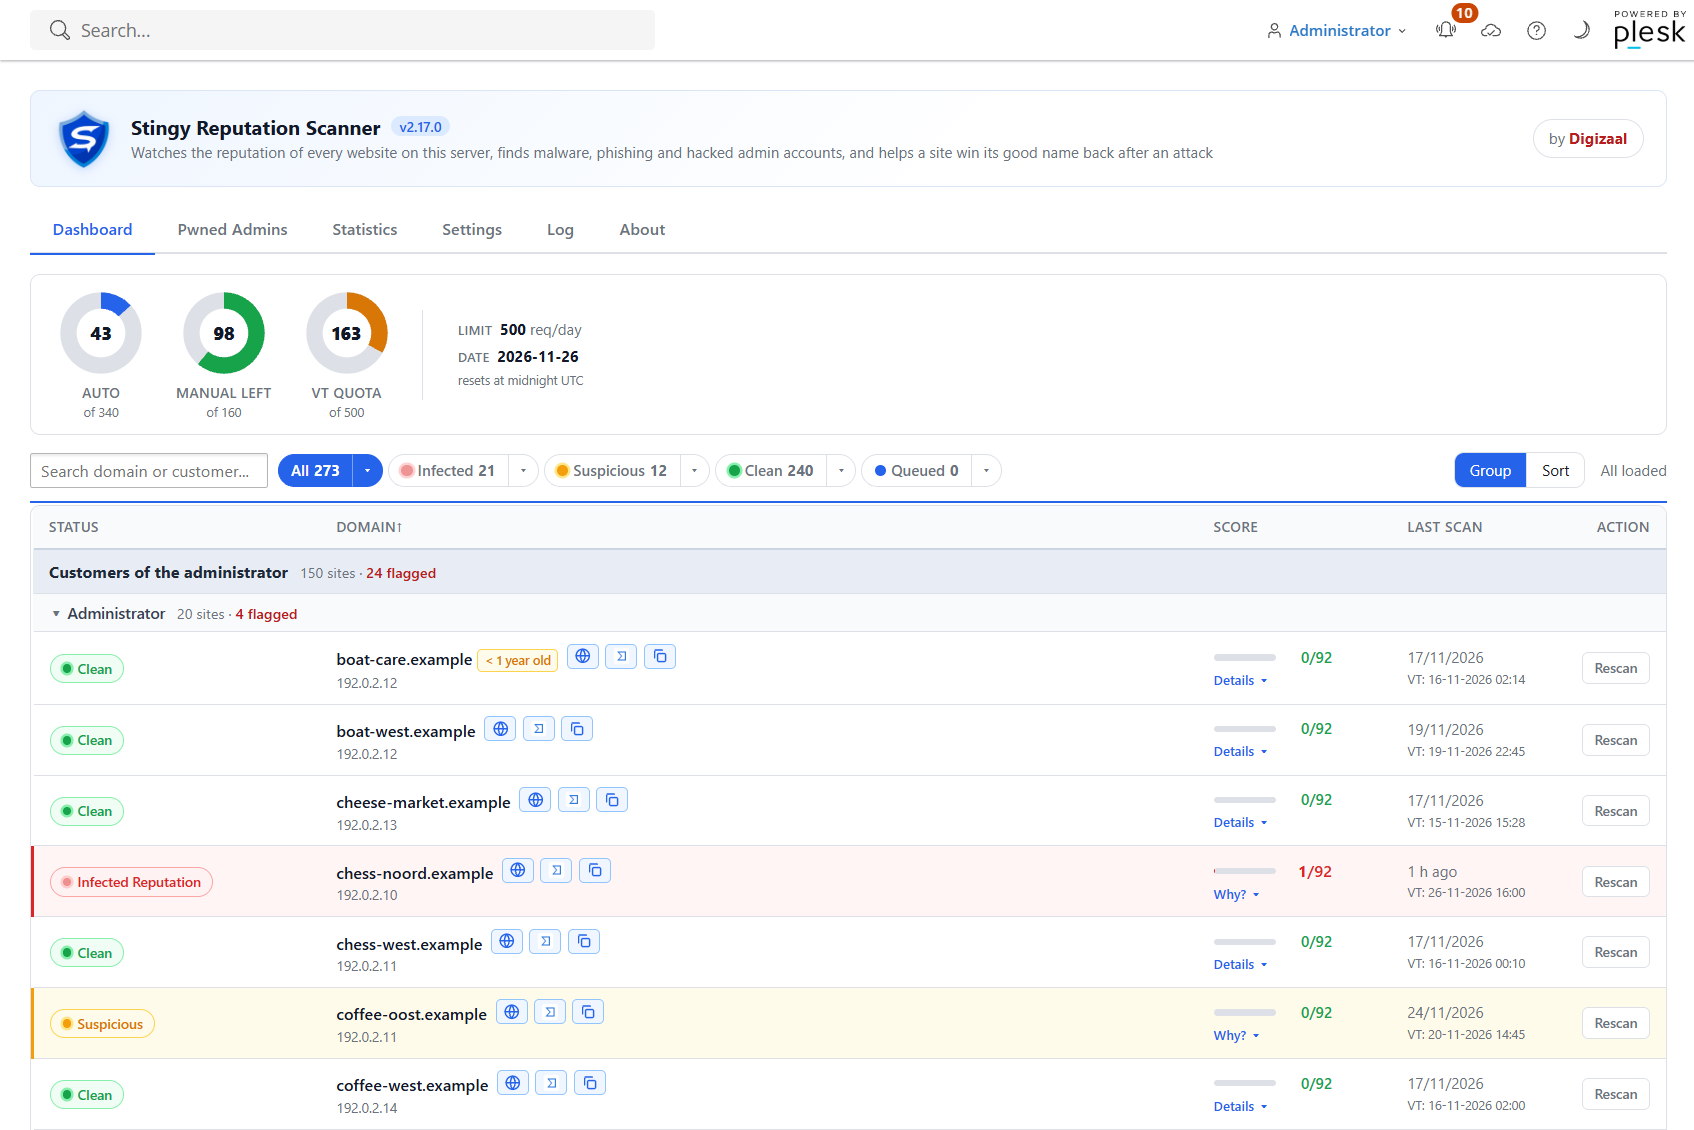 Search...
Administrator
10
POWERED BY
plesk
Stingy Reputation Scanner v2.17.0
Watches the reputation of every website on this server, finds malware, phishing and hacked admin accounts, and helps a site win its good name back after an attack
by Digizaal
Dashboard Pwned Admins Statistics Settings Log About
43 98 163
AUTO MANUAL LEFT VT QUOTA
of 340 of 160 of 500
LIMIT 500 req/day
DATE 2026-11-26
resets at midnight UTC
Search domain or customer... All 273 Infected 21 Suspicious 12 Clean 240 Queued 0 Group Sort All loaded
STATUS DOMAIN↑ SCORE LAST SCAN ACTION
Customers of the administrator 150 sites · 24 flagged
Administrator 20 sites · 4 flagged
Clean boat-care.example < 1 year old 0/92 17/11/2026 Rescan
192.0.2.12 Details VT: 16-11-2026 02:14
Clean boat-west.example 0/92 19/11/2026 Rescan
192.0.2.12 Details VT: 19-11-2026 22:45
Clean cheese-market.example 0/92 17/11/2026 Rescan
192.0.2.13 Details VT: 15-11-2026 15:28
Infected Reputation chess-noord.example 1/92 1 h ago Rescan
192.0.2.10 Why? VT: 26-11-2026 16:00
Clean chess-west.example 0/92 17/11/2026 Rescan
192.0.2.11 Details VT: 16-11-2026 00:10
Suspicious coffee-oost.example 0/92 24/11/2026 Rescan
192.0.2.11 Why? VT: 20-11-2026 14:45
Clean coffee-west.example 0/92 17/11/2026 Rescan
192.0.2.14 Details VT: 16-11-2026 02:00